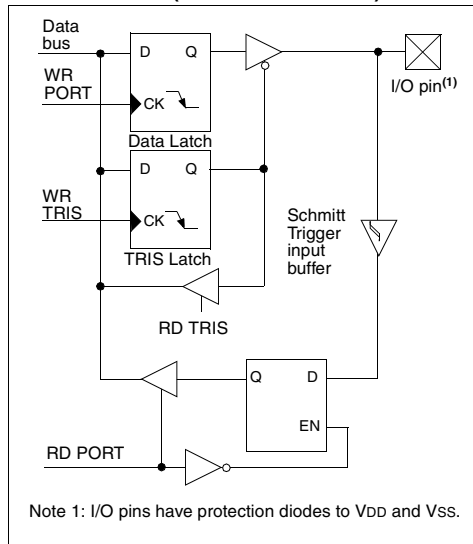 Data
bus
D Q
WR
PORT
CK
I/O pin(1)
Data Latch
D Q
WR
TRIS
CK
TRIS Latch
Schmitt
Trigger
input
buffer
RD TRIS
Q D
EN
RD PORT
Note 1: I/O pins have protection diodes to VDD and VSS.